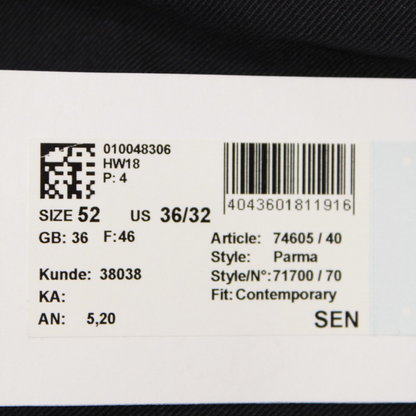 010048306
HW18
P: 4
4043601811916
SIZE 52 US 36/32
GB: 36 F:46
Article: 74605 / 40
Style: Parma
Kunde: 38038
Style/N°:71700 / 70
KA:
Fit: Contemporary
AN: 5,20
SEN